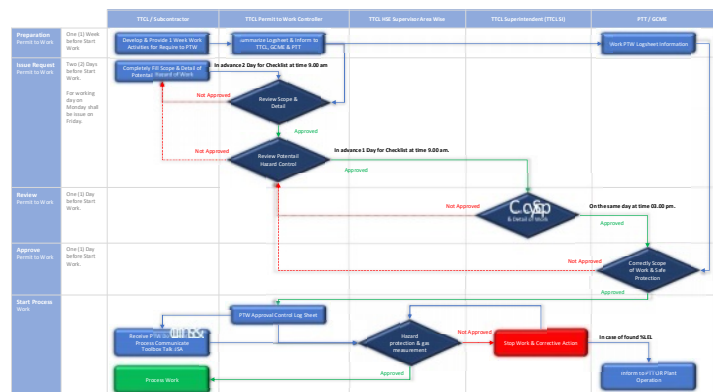 TTCL / Subcontractor
TTCL Permit to Work Controller
TTCL HSE Supervisor Area Wise
TTCL Superintendent (TTCLSI)
PTT / GCME
Preparation
Permit to Work
One (1) Week
before Start
Work
Develop & Provide 1 Week Work
Activities for Require to PTW
ummarize Logsheet & Inform to
TTCL, GCME & PTT
Work PTW Logsheet Information
Issue Request
Permit to Work
Two (2) Days
before Start
Work.
For working
day on
Monday shall
be issue on
Friday.
Completely Fill Scope & Detail of
Potential Hazard of Work
In advance 2 Day for Checklist at time 9.00 am
Not Approved
Review Scope &
Detail
Approved
Not Approved
Review Potentail
Hazard Control
In advance 1 Day for Checklist at time 9.00 am.
Approved
Review
Permit to Work
One (1) Day
before Start
Work.
Not Approved
& Detail of Work
On the same day at time 03.00 pm.
Approved
Approve
Permit to Work
One (1) Day
before Start
Work.
Not Approved
Correctly Scope
of Work & Safe
Protection
Approved
Start Process
Work
PTW Approval Control Log Sheet
Receive PTW
Process Communicate
Toolbox Talk JSA
Hazard
protection & gas
measurement
Not Approved
Stop Work & Corrective Action
In case of found %LEL
Inform to PTT LIR Plant
Operation
Approved
Process Work